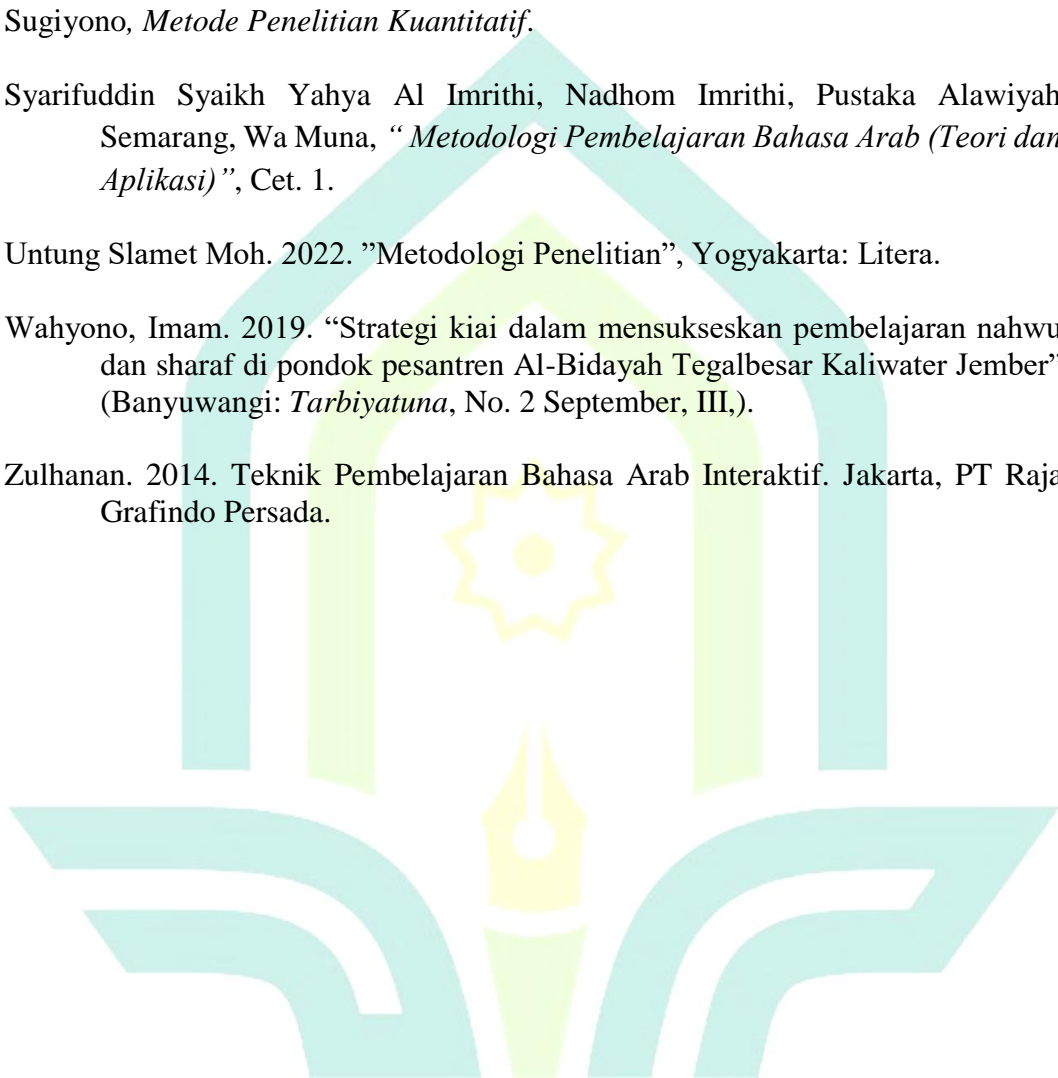 Sugiyono, Metode Penelitian Kuantitatif.
Syarifuddin Syaikh Yahya Al Imrithi, Nadhom Imrithi, Pustaka Alawiyah
Semarang, Wa Muna, “ Metodologi Pembelajaran Bahasa Arab (Teori dan
Aplikasi)”, Cet. 1.
Untung Slamet Moh. 2022. ”Metodologi Penelitian”, Yogyakarta: Litera.
Wahyono, Imam. 2019. “Strategi kiai dalam mensukseskan pembelajaran nahwu
dan sharaf di pondok pesantren Al-Bidayah Tegalbesar Kaliwater Jember”
(Banyuwangi: Tarbiyatuna, No. 2 September, III,).
Zulhanan. 2014. Teknik Pembelajaran Bahasa Arab Interaktif. Jakarta, PT Raja
Grafindo Persada.